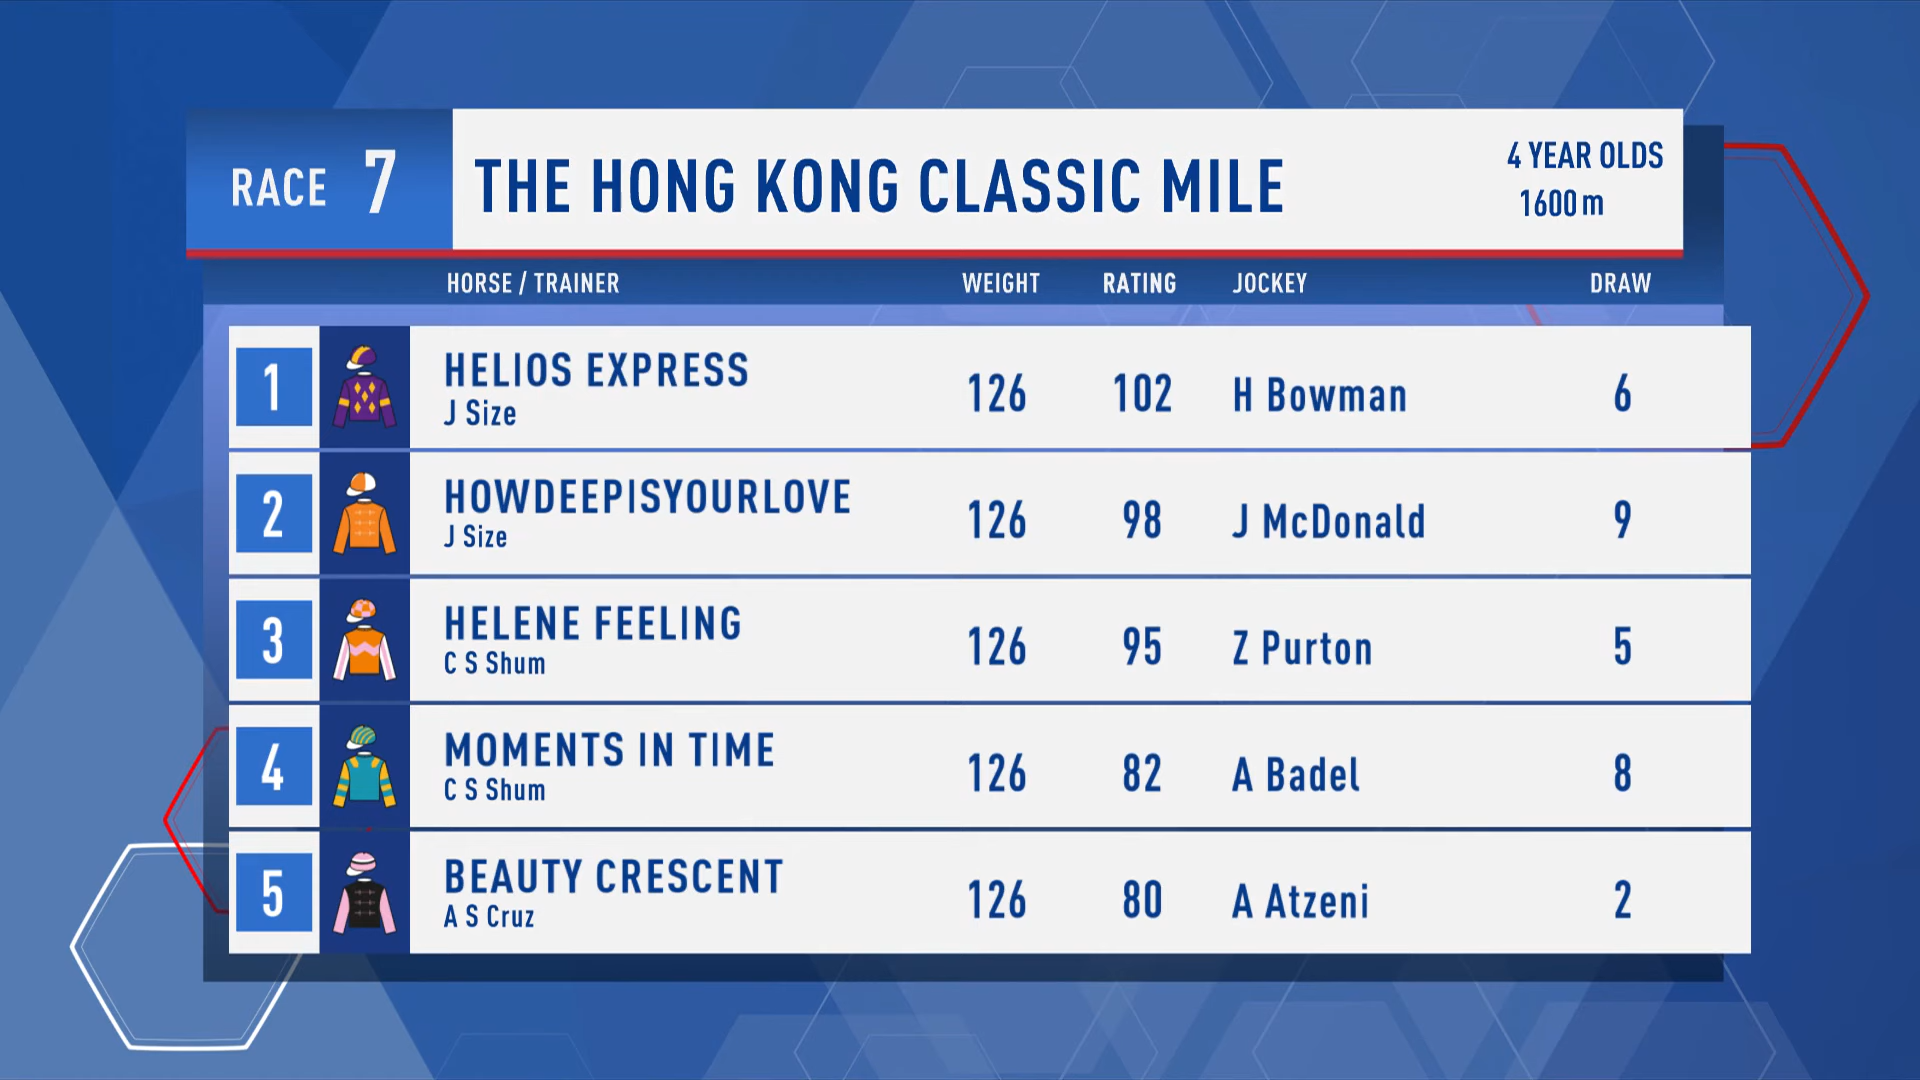 RACE 7
THE HONG KONG CLASSIC MILE
4 YEAR OLDS
1600m
HORSE / TRAINER WEIGHT RATING JOCKEY DRAW
1 HELIOS EXPRESS 126 102 H Bowman 6
J Size
2 HOWDEEPISYOURLOVE 126 98 J McDonald 9
J Size
3 HELENE FEELING 126 95 Z Purton 5
C S Shum
4 MOMENTS IN TIME 126 82 A Badel 8
C S Shum
5 BEAUTY CRESCENT 126 80 A Atzeni 2
A S Cruz